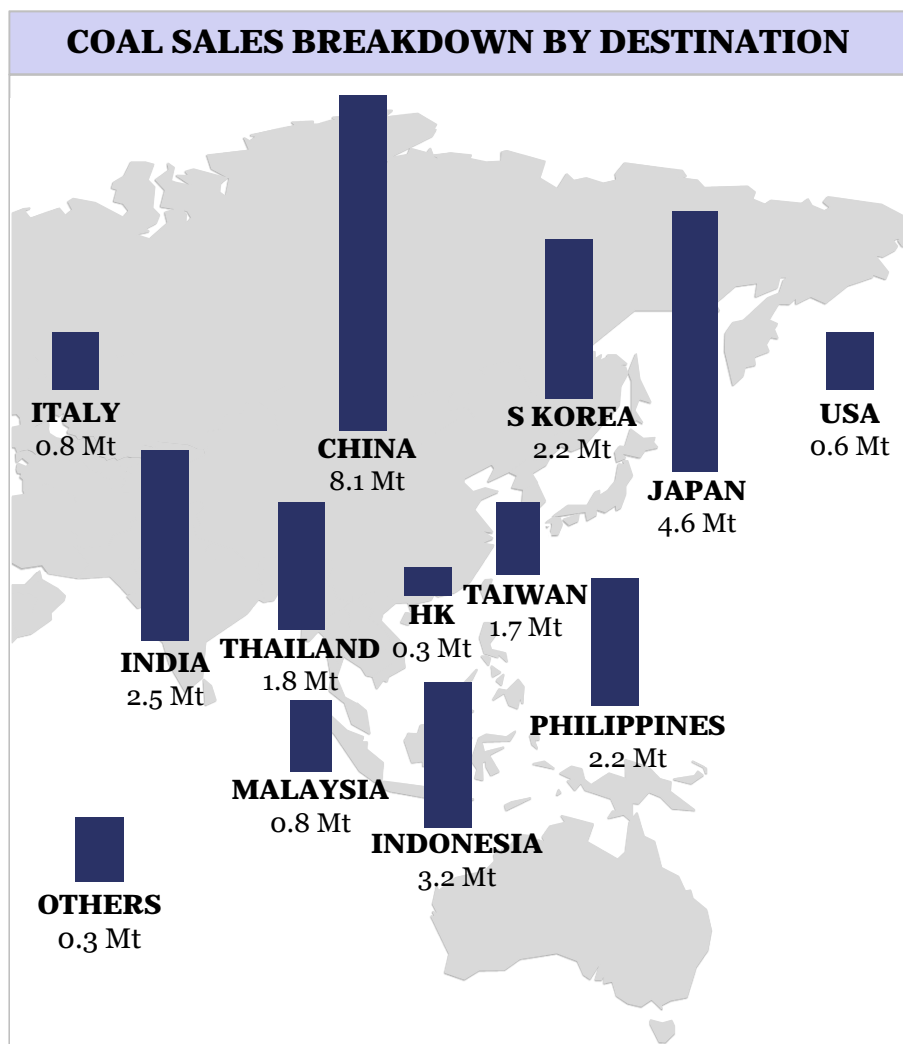 COAL SALES BREAKDOWN BY DESTINATION
ITALY
0.8 Mt
CHINA
8.1 Mt
S KOREA
2.2 Mt
JAPAN
4.6 Mt
USA
0.6 Mt
INDIA
2.5 Mt
THAILAND
1.8 Mt
HK
0.3 Mt
TAIWAN
1.7 Mt
PHILIPPINES
2.2 Mt
MALAYSIA
0.8 Mt
INDONESIA
3.2 Mt
OTHERS
0.3 Mt